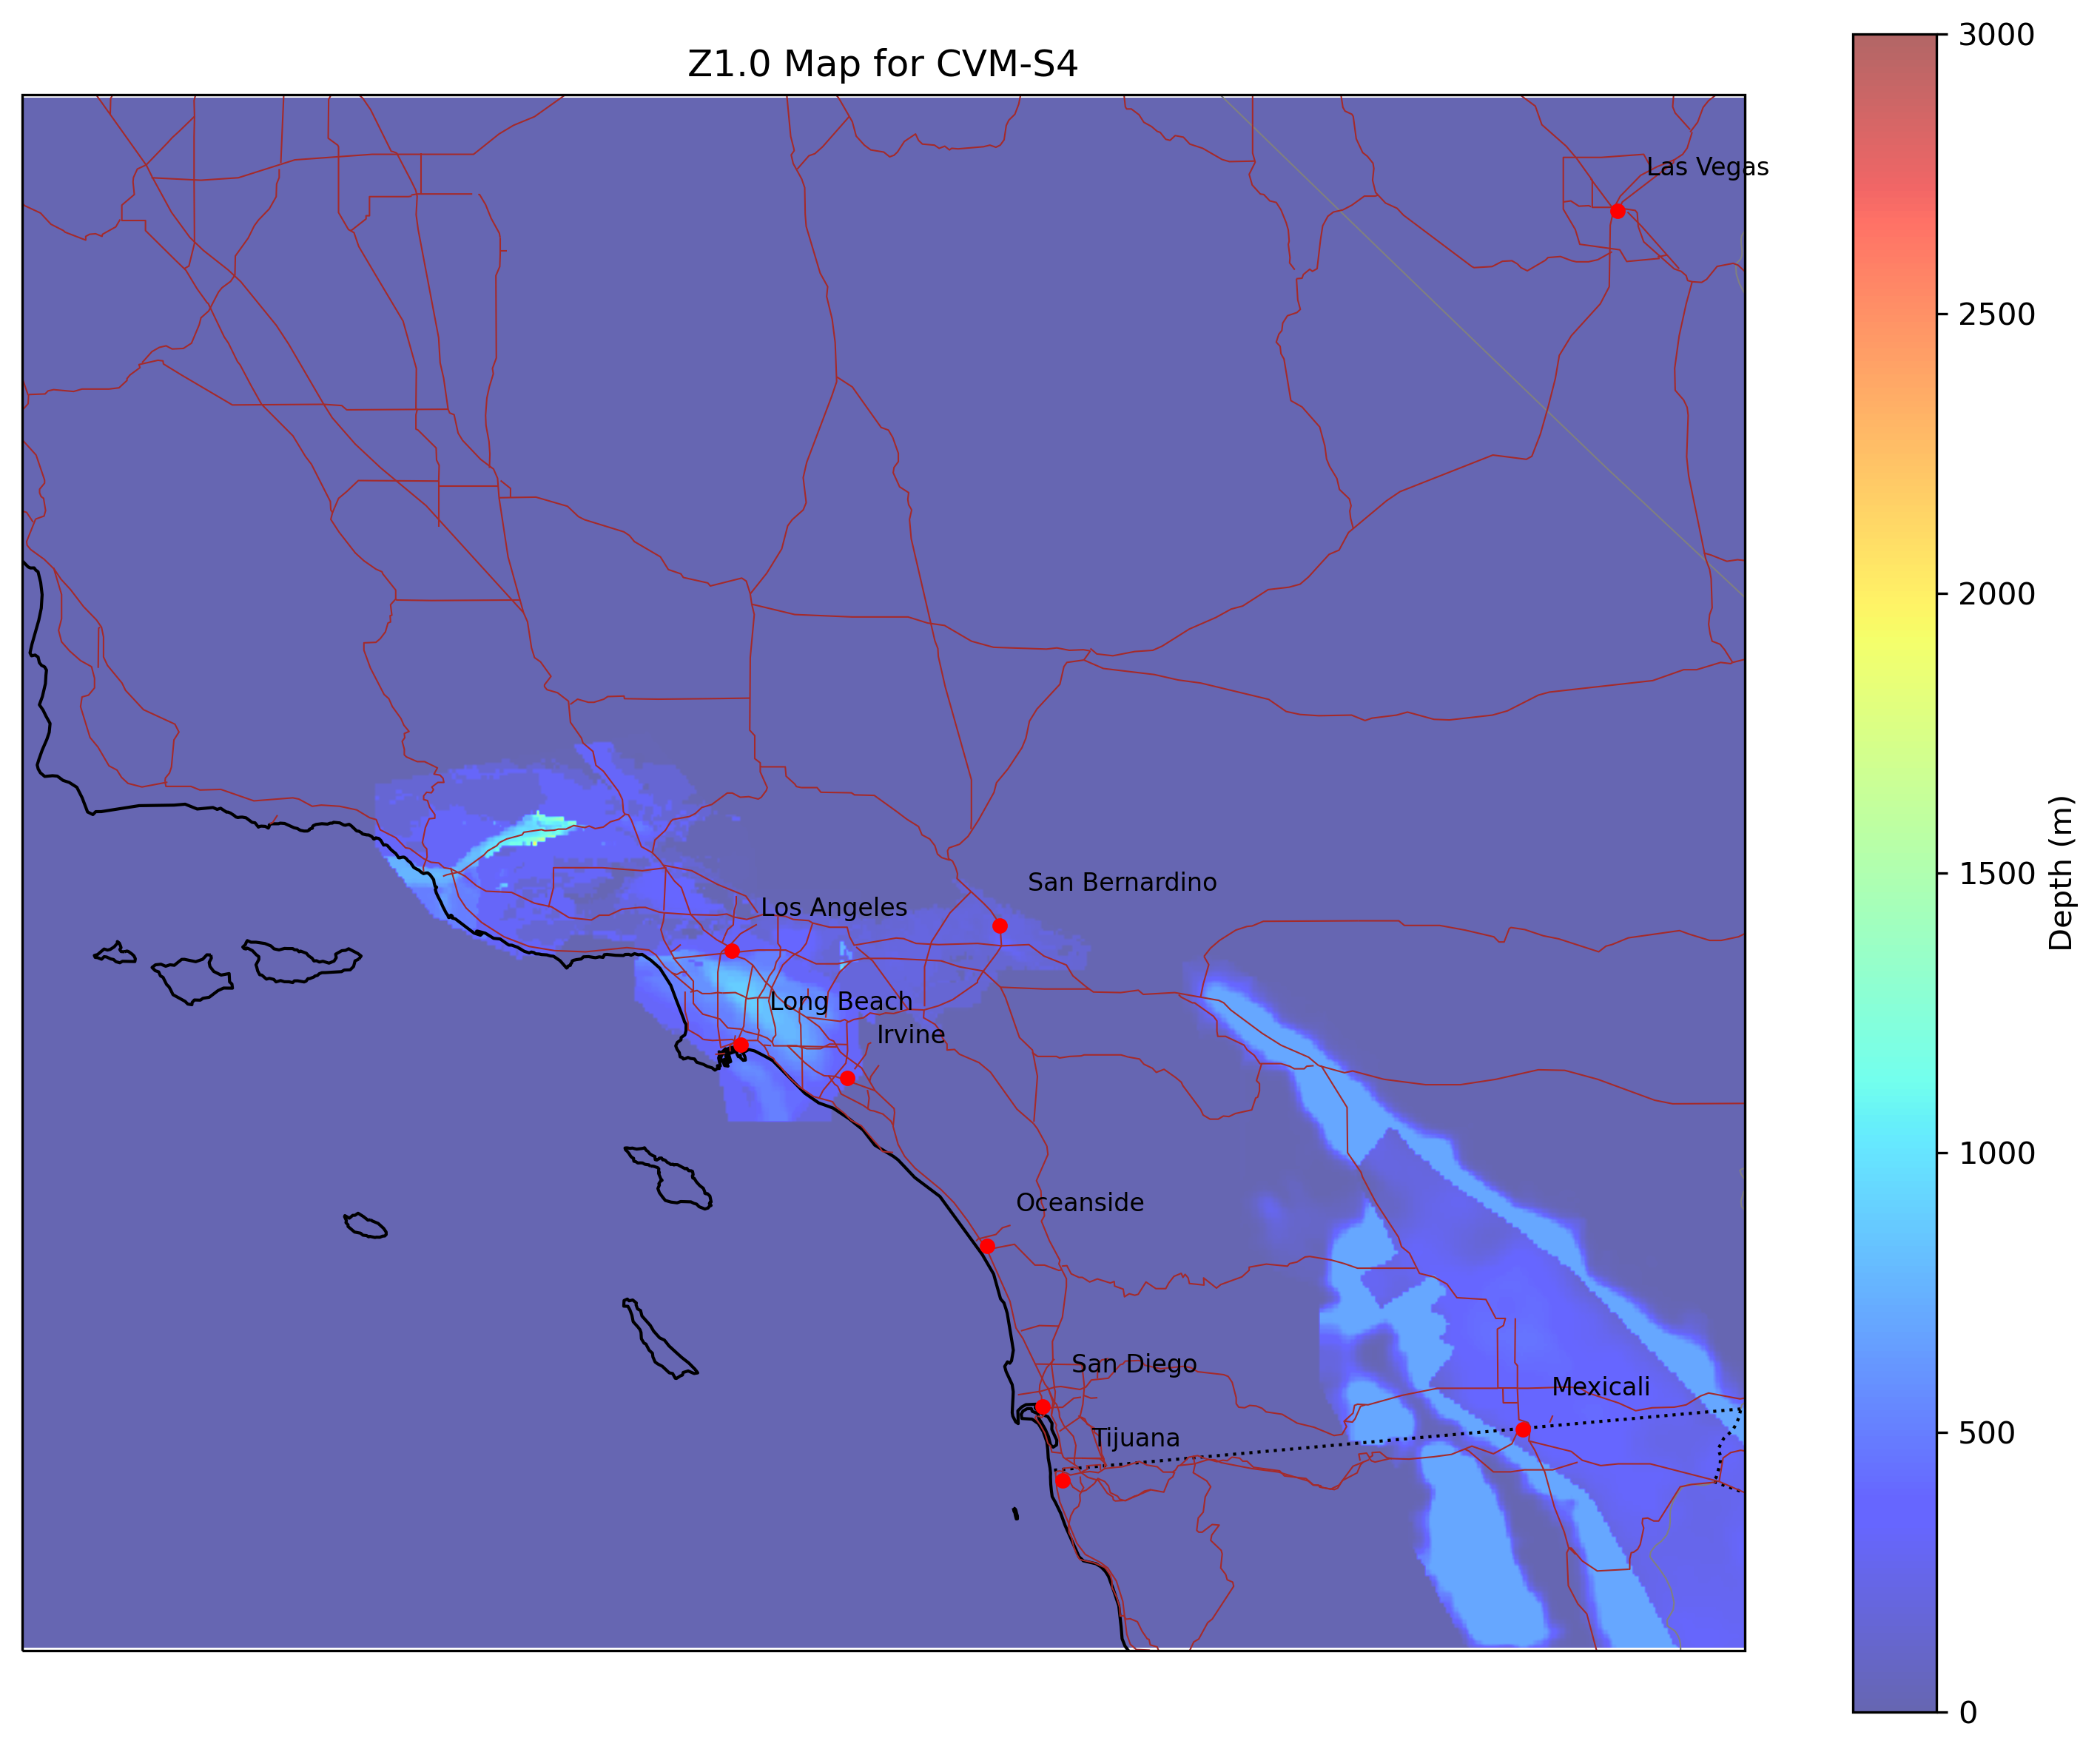 Z1.0 Map for CVM-S4
Las Vegas
San Bernardino
Los Angeles
Long Beach
Irvine
Oceanside
San Diego
Mexicali
Tijuana
3000
2500
2000
1500
1000
500
0
Depth (m)